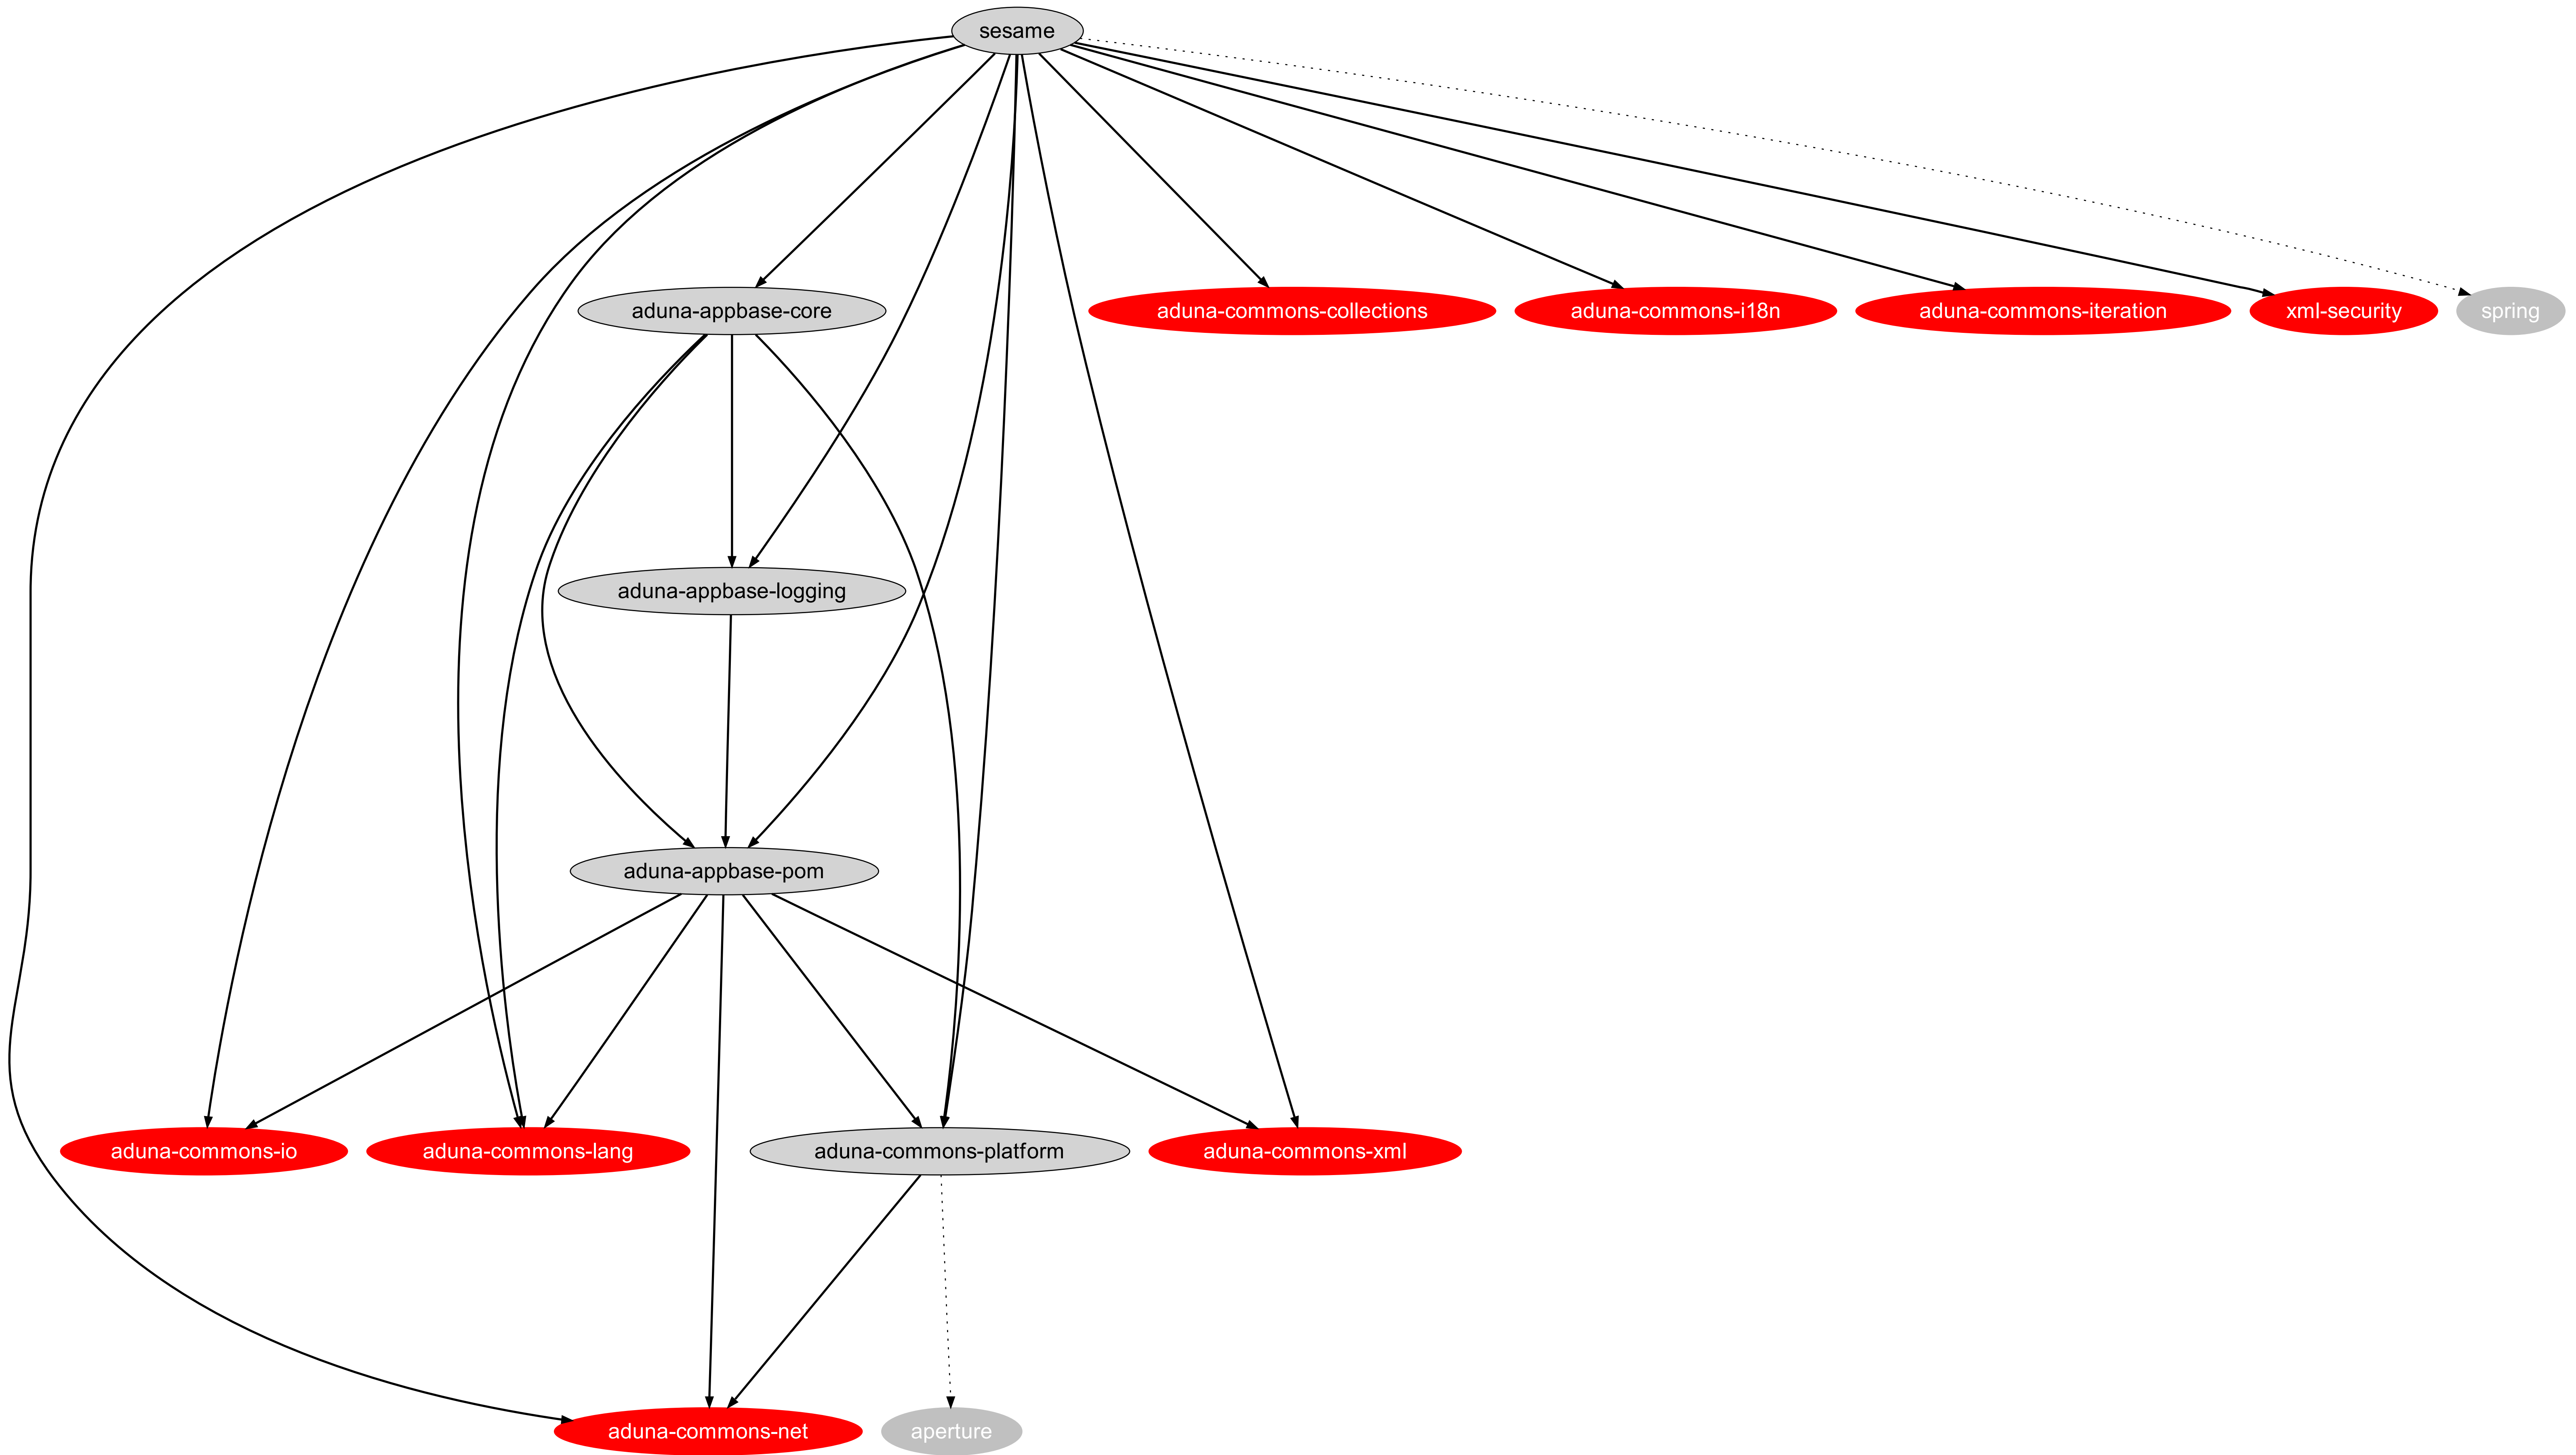 sesame
aduna-appbase-core
aduna-commons-collections
aduna-commons-i18n
aduna-commons-iteration
xml-security
spring
aduna-appbase-logging
aduna-appbase-pom
aduna-commons-io
aduna-commons-lang
aduna-commons-platform
aduna-commons-xml
aduna-commons-net
aperture